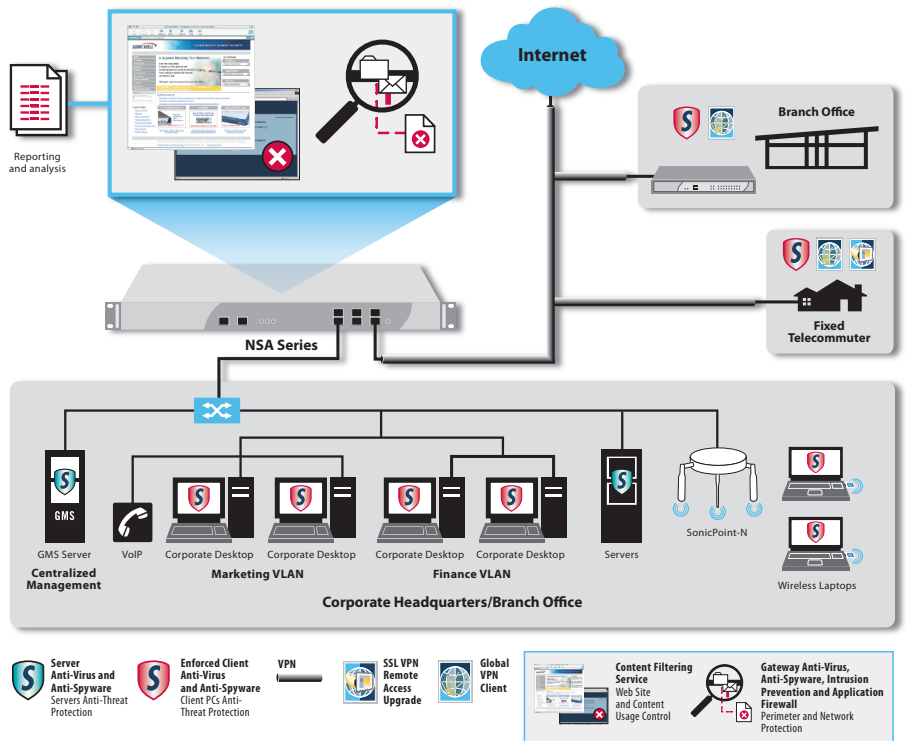 Internet
SONICWALL
Reporting
and analysis
Branch Office
Fixed
Telecommuter
NSA Series
GMS
GMS Server
Centralized
Management
VoIP
Corporate Desktop
Corporate Desktop
Marketing VLAN
Corporate Desktop
Corporate Desktop
Finance VLAN
Servers
SonicPoint-N
Wireless Laptops
Corporate Headquarters/Branch Office
Server
Anti-Virus and
Anti-Spyware
Servers Anti-Threat
Protection
Enforced Client
Anti-Virus
and Anti-Spyware
Client PCs Anti-
Threat Protection
VPN
SSL VPN
Remote
Access
Upgrade
Global
VPN
Client
Content Filtering
Service
Web Site
and Content
Usage Control
Gateway Anti-Virus,
Anti-Spyware, Intrusion
Prevention and Application
Firewall
Perimeter and Network
Protection